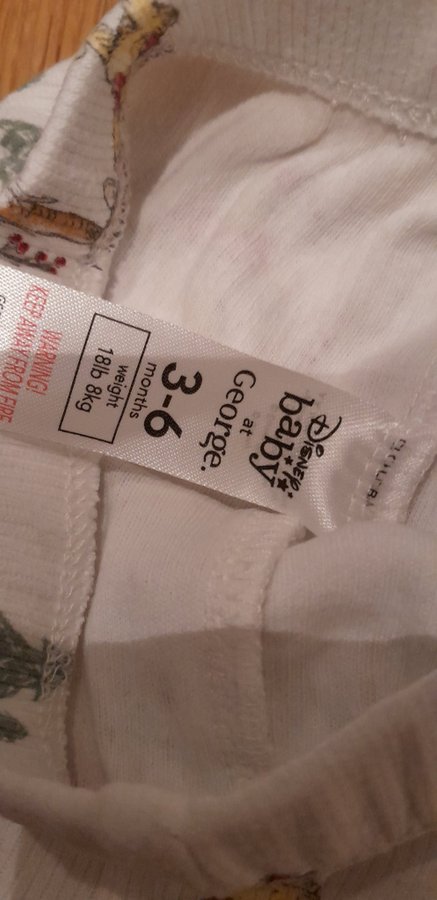 Disney
baby
at
George.
3-6
months
weight
18lb 8kg
WARNING!
KEEP AWAY FROM FIRE